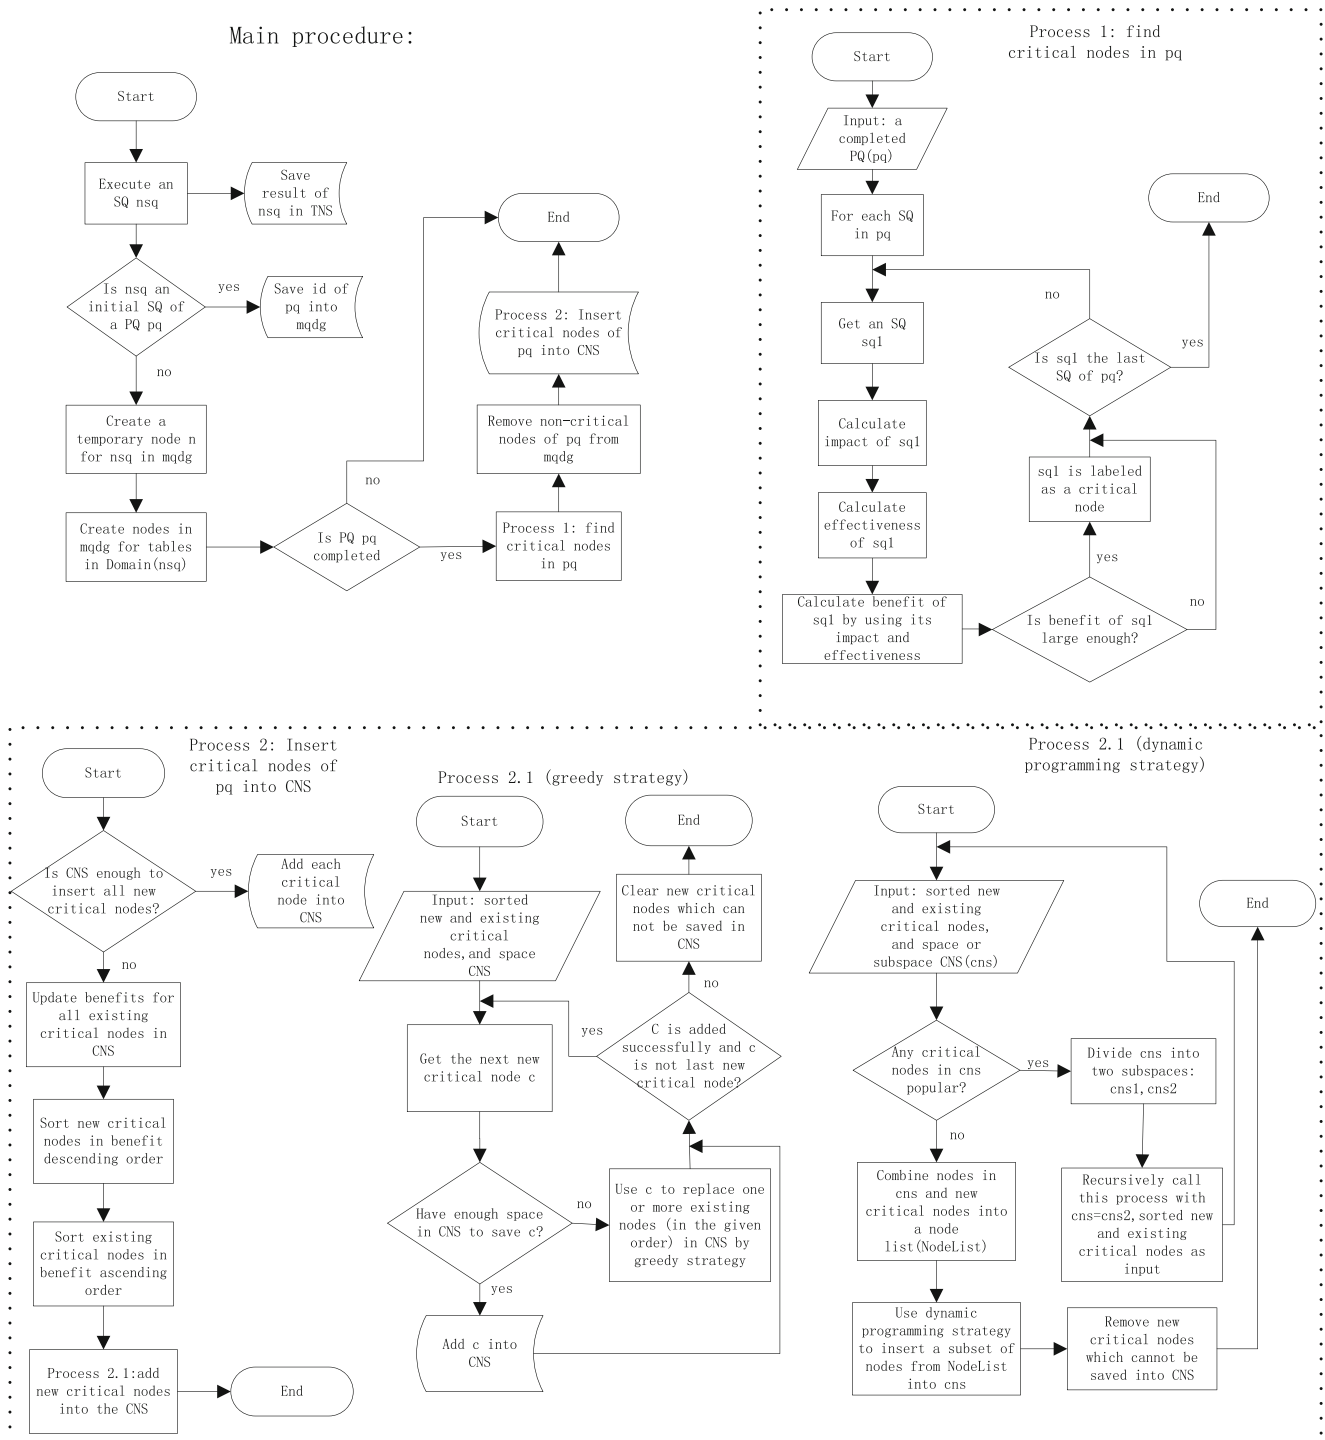 Main procedure:
Start
Execute an
SQ nsq
Save
result of
nsq in TNS
Is nsq an
initial SQ of
a PQ pq
yes
Save id of
pq into
mqdg
no
Create a
temporary node n
for nsq in mqdg
Create nodes in
mqdg for tables
in Domain(nsq)
Is PQ pq
completed
no
yes
Process 1: find
critical nodes
in pq
Remove non-critical
nodes of pq from
mqdg
Process 2: Insert
critical nodes of
pq into CNS
End
Process 1: find
critical nodes in pq
Start
Input: a
completed
PQ(pq)
For each SQ
in pq
Get an SQ
sq1
Calculate
impact of sq1
Calculate
effectiveness
of sq1
Calculate benefit of
sq1 by using its
impact and
effectiveness
Is benefit of sq1
large enough?
yes
no
sq1 is labeled
as a critical
node
Is sq1 the last
SQ of pq?
no
yes
End
Process 2: Insert
critical nodes of
pq into CNS
Start
Is CNS enough to
insert all new
critical nodes?
yes
Add each
critical
node into
CNS
no
Update benefits for
all existing
critical nodes in
CNS
Sort new critical
nodes in benefit
descending order
Sort existing
critical nodes in
benefit ascending
order
Process 2.1:add
new critical nodes
into the CNS
End
Process 2.1 (greedy strategy)
Start
Input: sorted
new and existing
critical
nodes,and space
CNS
Get the next new
critical node c
Have enough space
in CNS to save c?
no
yes
Add c into
CNS
Use c to replace one
or more existing
nodes (in the given
order) in CNS by
greedy strategy
C is added
successfully and c
is not last new
critical node?
yes
no
Clear new critical
nodes which can
not be saved in
CNS
End
Process 2.1 (dynamic
programming strategy)
Start
Input: sorted new
and existing
critical nodes,
and space or
subspace CNS(cns)
Any critical
nodes in cns
popular?
yes
Divide cns into
two subspaces:
cns1,cns2
Recursively call
this process with
cns=cns2,sorted new
and existing
critical nodes as
input
no
Combine nodes in
cns and new
critical nodes into
a node
list(NodeList)
Use dynamic
programming strategy
to insert a subset of
nodes from NodeList
into cns
Remove new
critical nodes
which cannot be
saved into CNS
End